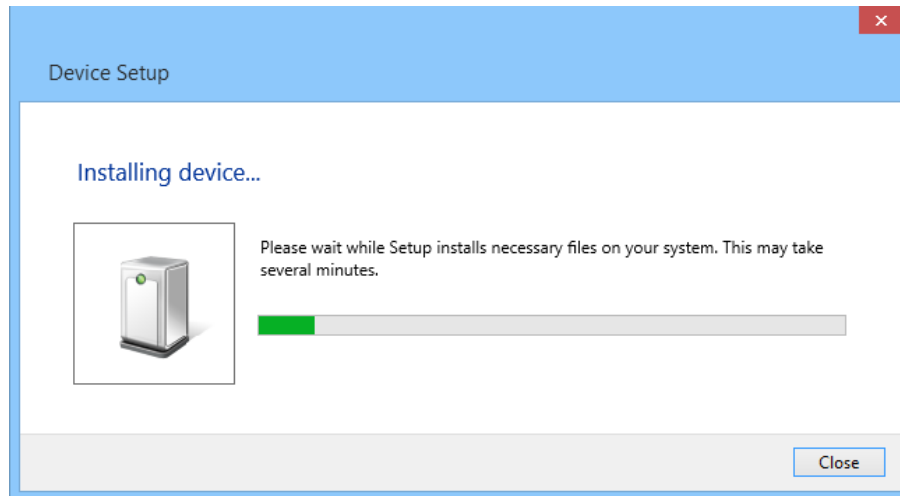 Device Setup
Installing device...
Please wait while Setup installs necessary files on your system. This may take
several minutes.
Close